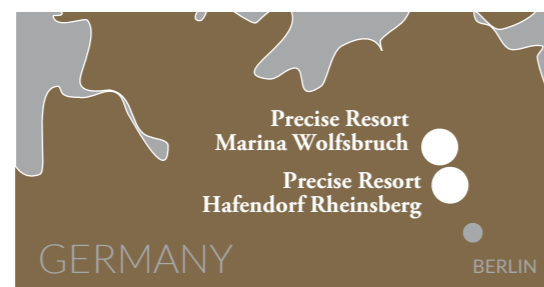 Precise Resort
Marina Wolfsbruch
Precise Resort
Hafendorf Rheinsberg
GERMANY
BERLIN